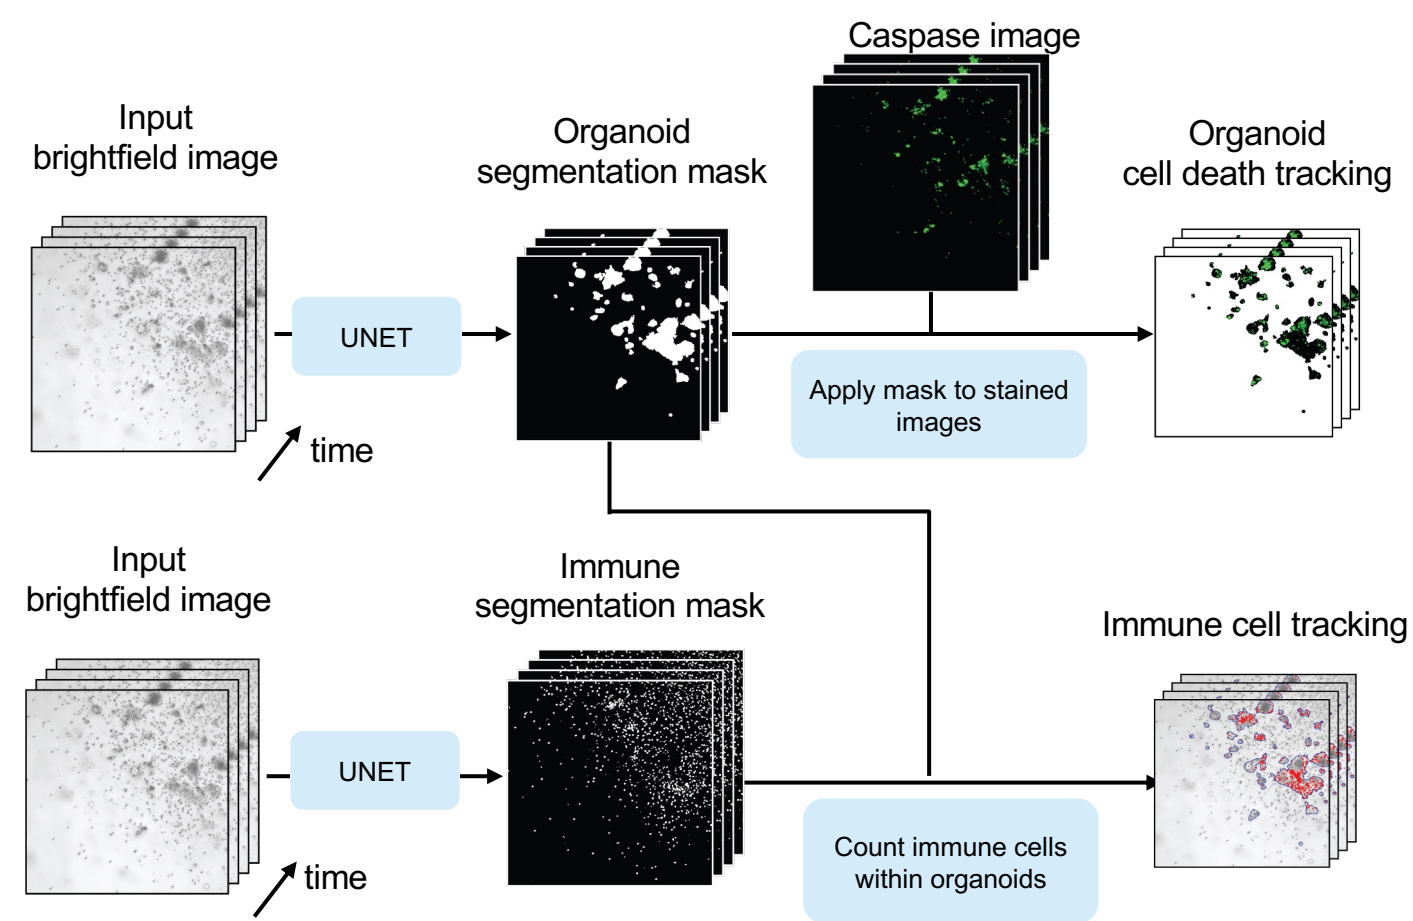 Caspase image
Input
brightfield image
Organoid
segmentation mask
Organoid
cell death tracking
UNET
Apply mask to stained
images
time
Input
brightfield image
Immune
segmentation mask
Immune cell tracking
UNET
Count immune cells
within organoids
time